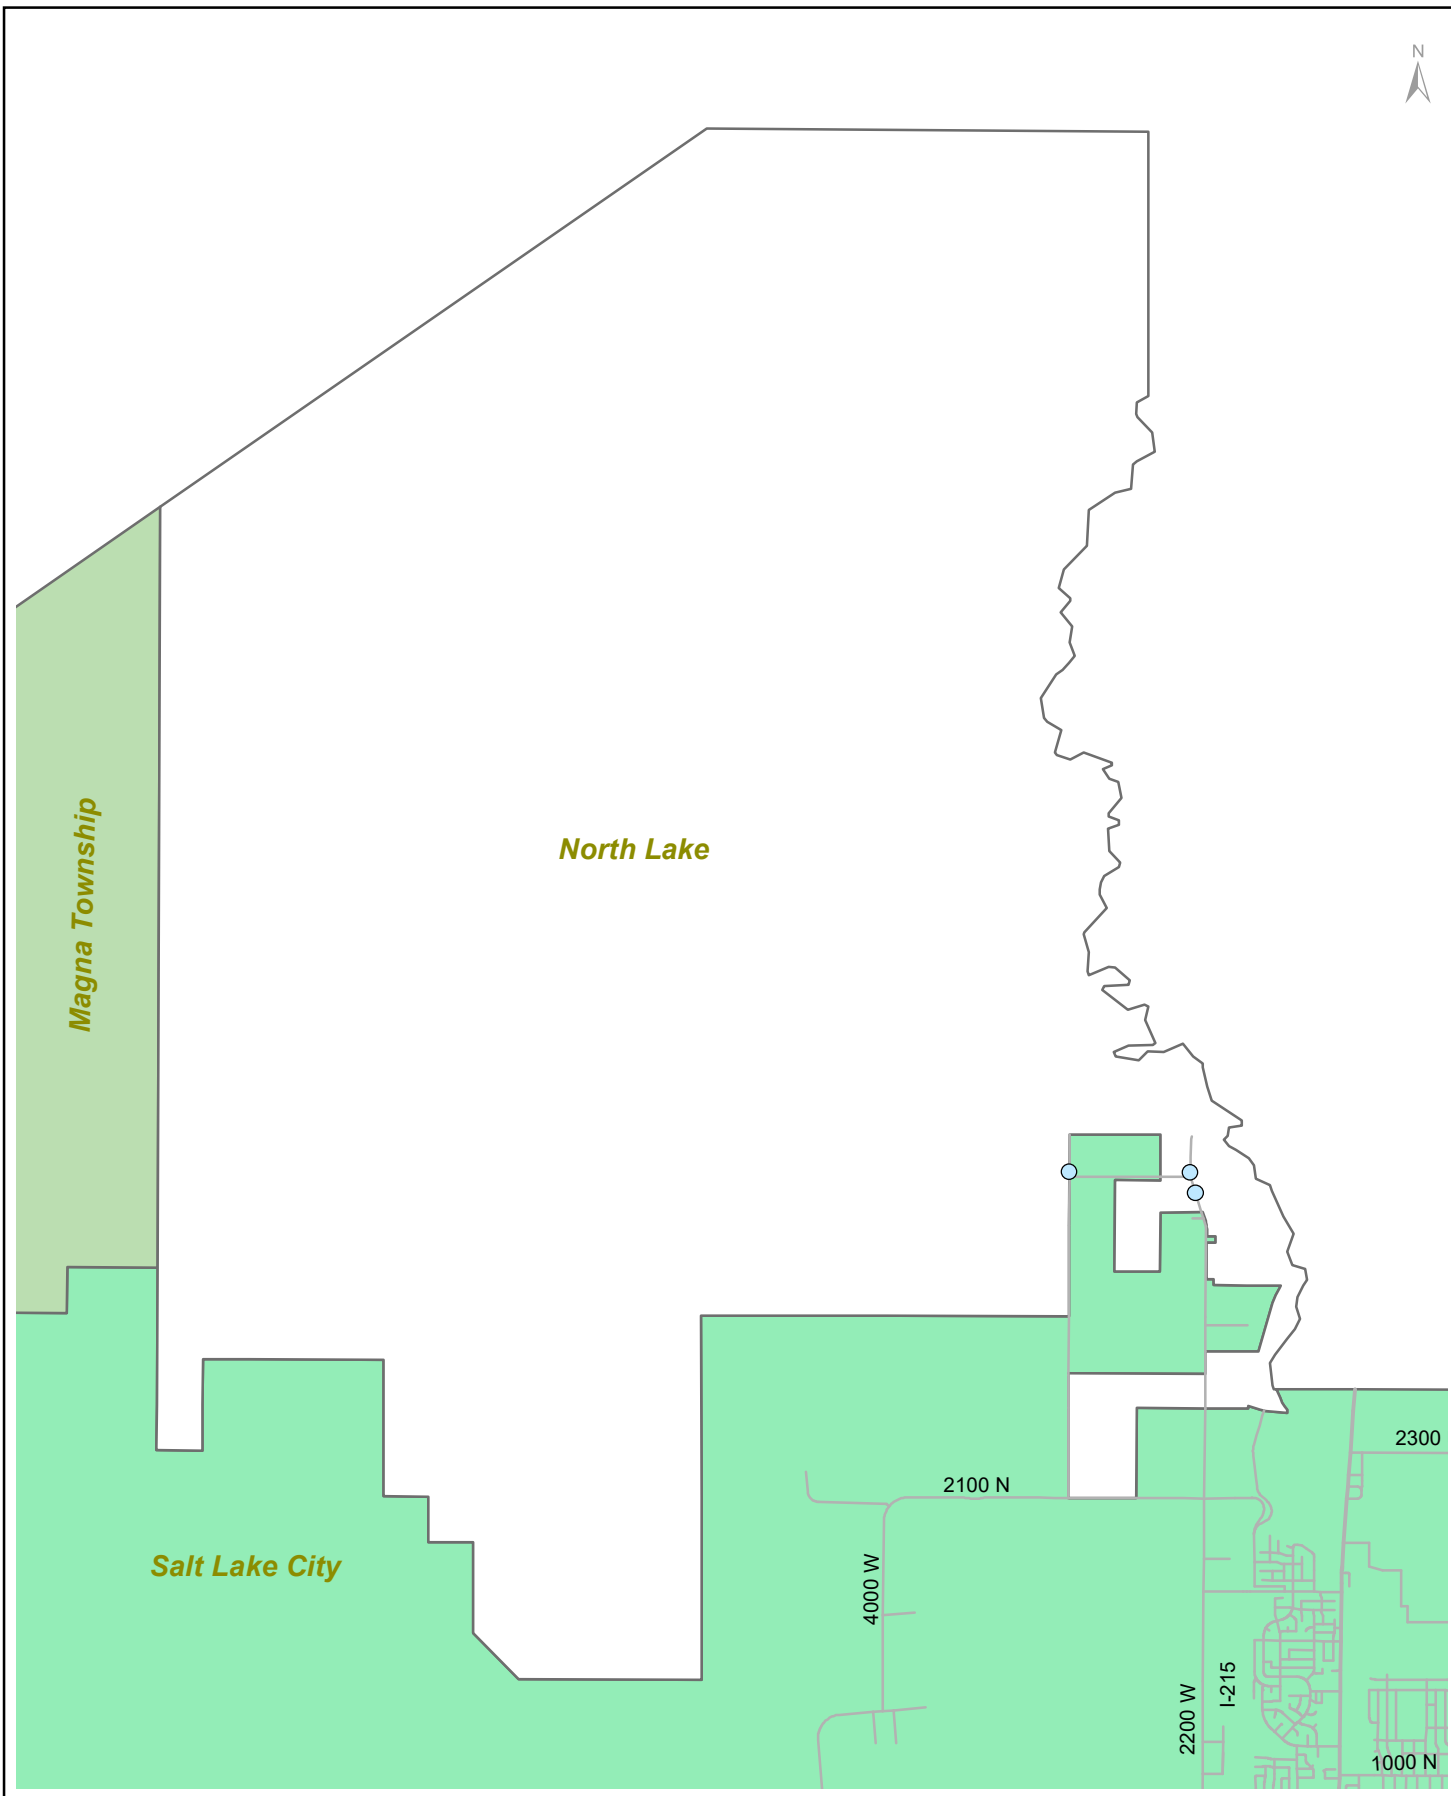 N
Magna Township
North Lake
2300
2100 N
Salt Lake City
4000 W
I-215
2200 W
1000 N